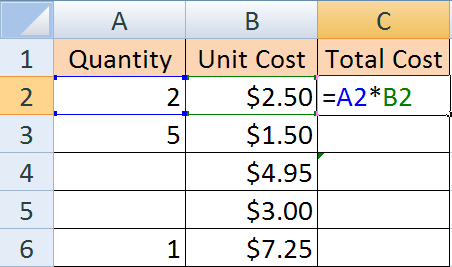 A B C
1 Quantity Unit Cost Total Cost
2 2 $2.50 =A2*B2
3 5 $1.50
4 $4.95
5 $3.00
6 1 $7.25